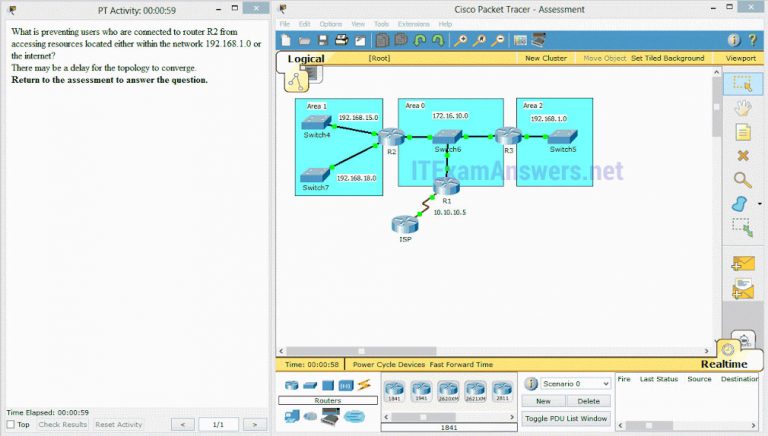 PT Activity: 00:00:59
What is preventing users who are connected to router R2 from
accessing resources located either within the network 192.168.1.0 or
the internet?
There may be a delay for the topology to converge.
Return to the assessment to answer the question.
Time Elapsed: 00:00:59
Top
Check Results
Reset Activity
<
1/1
>
Cisco Packet Tracer - Assessment
File Edit Options View Tools Extensions Help
Logical
[Root]
New Cluster
Move Object
Set Tiled Background
Viewport
Area 1
192.168.15.0
Switch4
Switch7
192.168.18.0
R2
Area 0
172.16.10.0
Switch6
R3
Area 2
192.168.1.0
Switch5
ITExamAnswers.net
R1
10.10.10.5
ISP
Time: 00:00:58
Power Cycle Devices
Fast Forward Time
Realtime
Routers
1841
1941
2620XM
2621XM
2811
1841
Scenario 0
New
Delete
Toggle PDU List Window
Fire
Last Status
Source
Destination